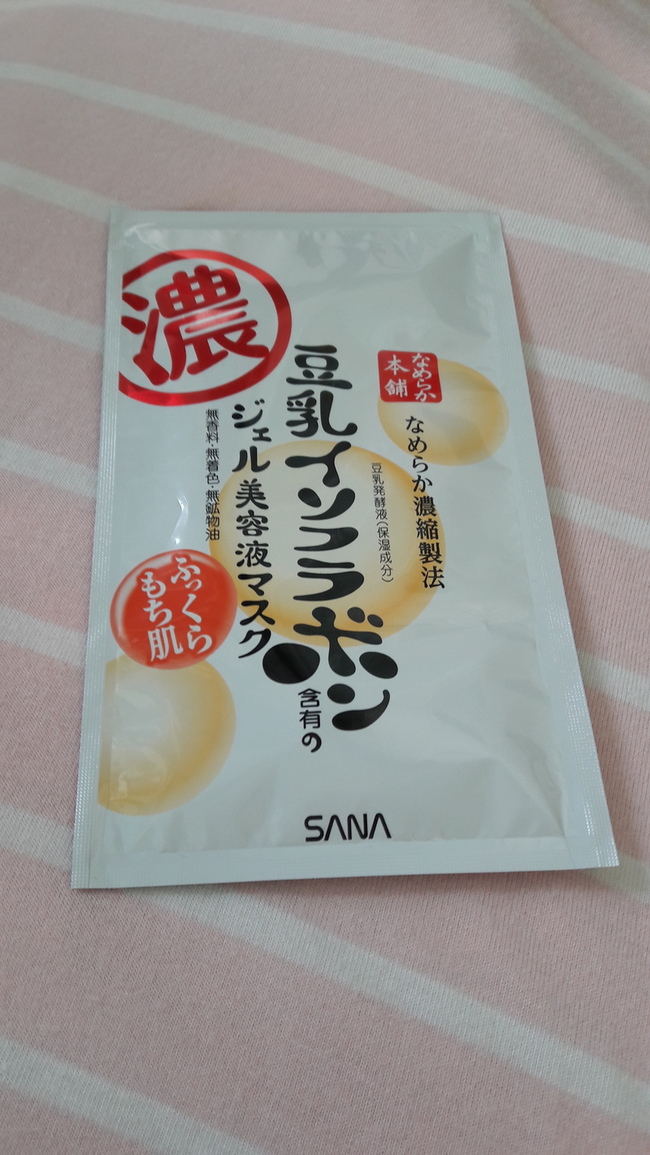 濃
なめらか
本舗
なめらか濃縮製法
豆乳発酵液(保湿成分)
豆乳イソフラボン
含有の
ジェル美容液マスク
無香料・無着色・無鉱物油
ふっくら
もち肌
SANA